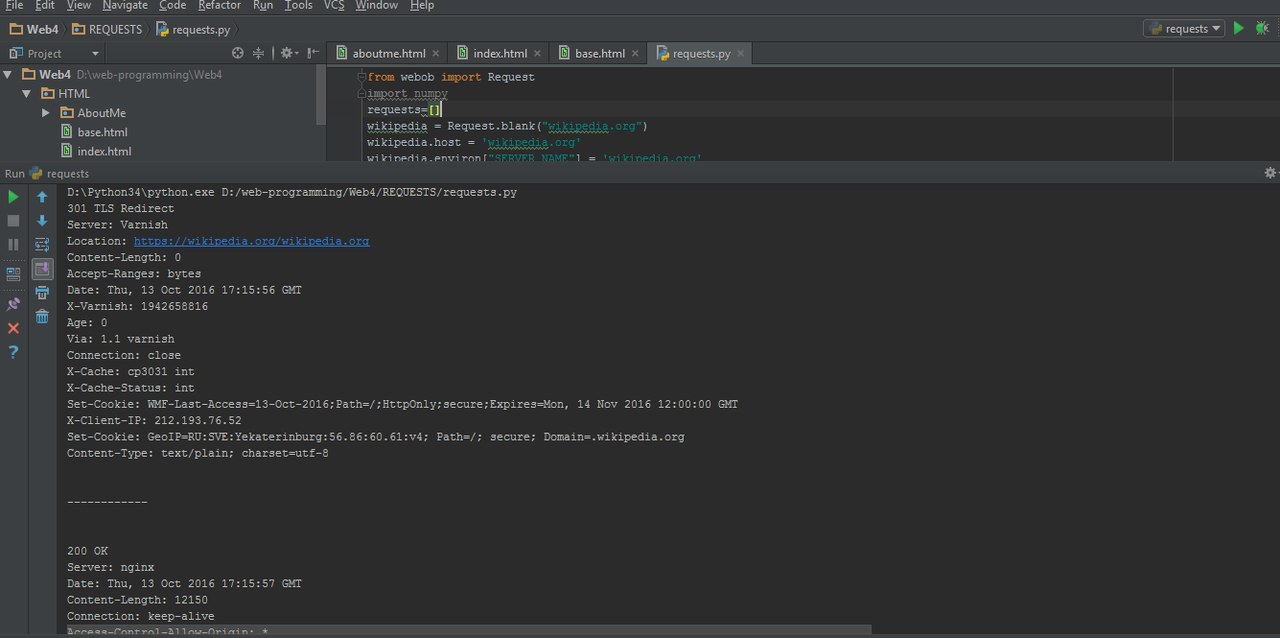 File Edit View Navigate Code Refactor Run Tools VCS Window Help
Web4 REQUESTS requests.py requests
Project aboutme.html index.html base.html requests.py
Web4 D:\web-programming\Web4
HTML
AboutMe
base.html
index.html
from webob import Request
import numpy
requests=[]
wikipedia = Request.blank("wikipedia.org")
wikipedia.host = 'wikipedia.org'
wikipedia.environ["SERVER_NAME"] = 'wikipedia.org'
Run requests
D:\Python34\python.exe D:/web-programming/Web4/REQUESTS/requests.py
301 TLS Redirect
Server: Varnish
Location: https://wikipedia.org/wikipedia.org
Content-Length: 0
Accept-Ranges: bytes
Date: Thu, 13 Oct 2016 17:15:56 GMT
X-Varnish: 1942658816
Age: 0
Via: 1.1 varnish
Connection: close
X-Cache: cp3031 int
X-Cache-Status: int
Set-Cookie: WMF-Last-Access=13-Oct-2016;Path=/;HttpOnly;secure;Expires=Mon, 14 Nov 2016 12:00:00 GMT
X-Client-IP: 212.193.76.52
Set-Cookie: GeoIP=RU:SVE:Yekaterinburg:56.86:60.61:v4; Path=/; secure; Domain=.wikipedia.org
Content-Type: text/plain; charset=utf-8
------------
200 OK
Server: nginx
Date: Thu, 13 Oct 2016 17:15:57 GMT
Content-Length: 12150
Connection: keep-alive
Access-Control-Allow-Origin: *